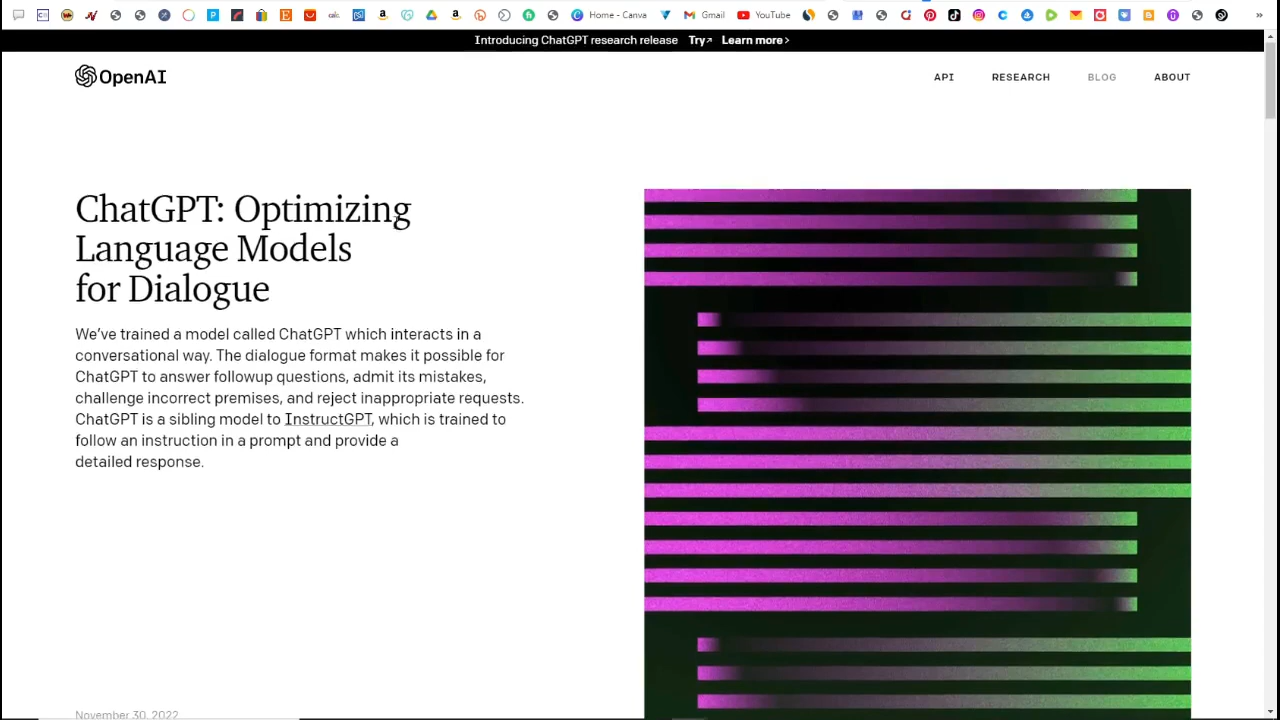 Home - Canva
Gmail
YouTube
Introducing ChatGPT research release Try↗ Learn more >
OpenAI
API RESEARCH BLOG ABOUT
ChatGPT: Optimizing
Language Models
for Dialogue
We’ve trained a model called ChatGPT which interacts in a
conversational way. The dialogue format makes it possible for
ChatGPT to answer followup questions, admit its mistakes,
challenge incorrect premises, and reject inappropriate requests.
ChatGPT is a sibling model to InstructGPT, which is trained to
follow an instruction in a prompt and provide a
detailed response.
November 30, 2022